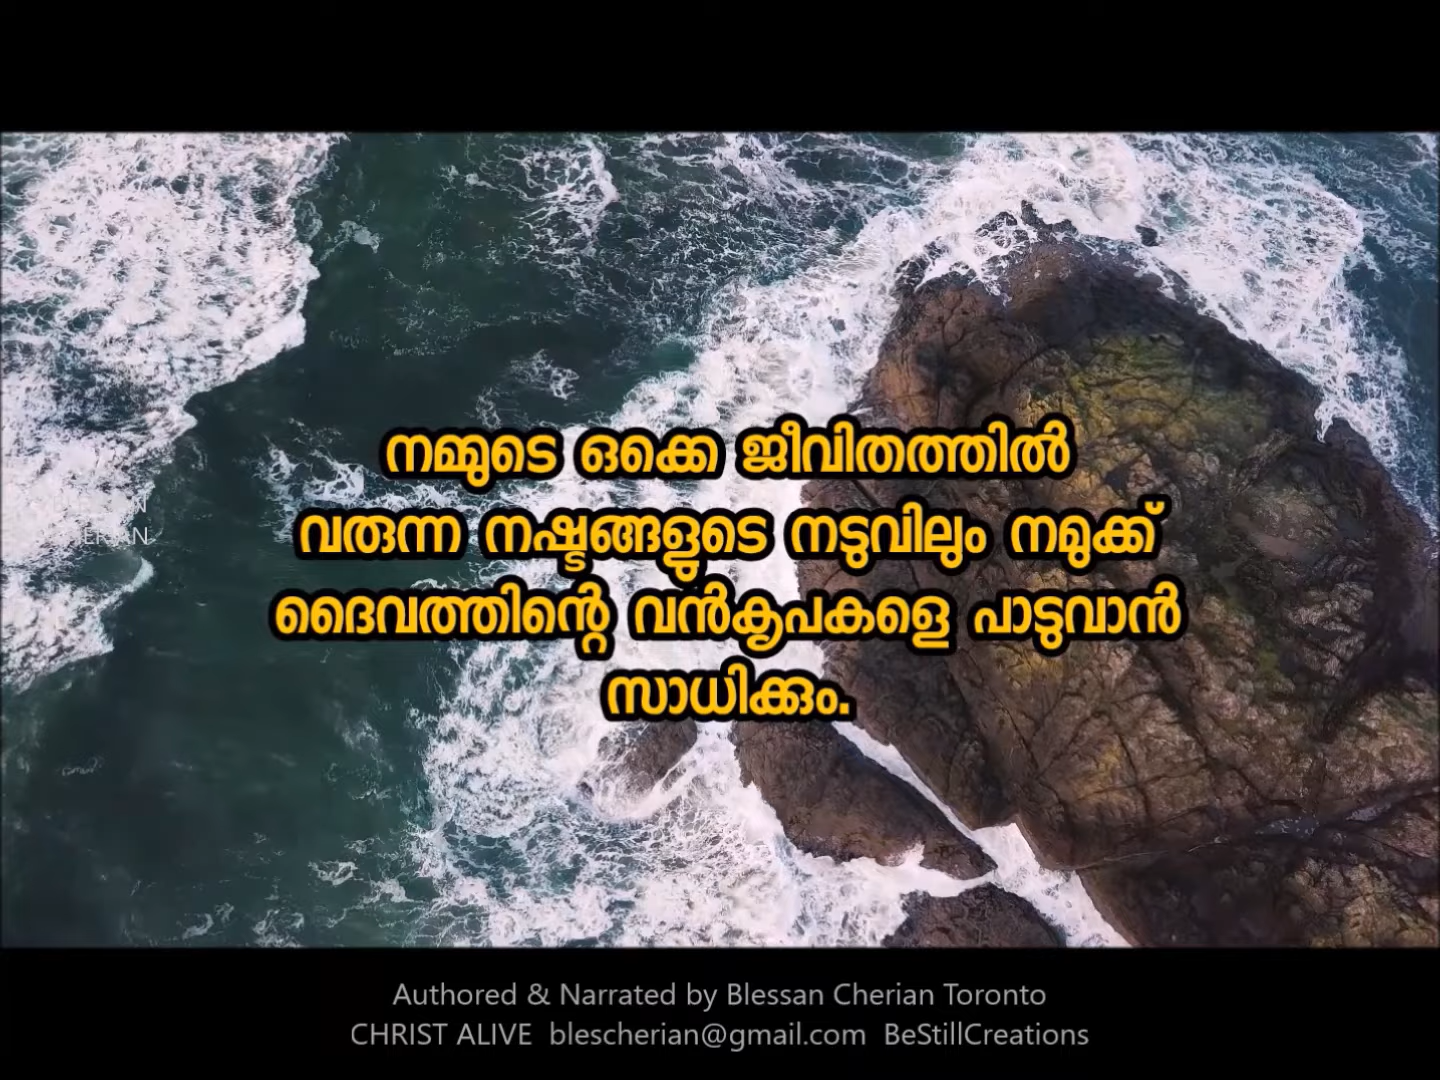 നമ്മുടെ ഒക്കെ ജീവിതത്തിൽ
വരുന്ന നഷ്ടങ്ങളുടെ നടുവിലും നമുക്ക്
ദൈവത്തിന്റെ വൻകൃപകളെ പാടുവാൻ
സാധിക്കും.
Authored & Narrated by Blessan Cherian Toronto
CHRIST ALIVE blescherian@gmail.com BeStillCreations